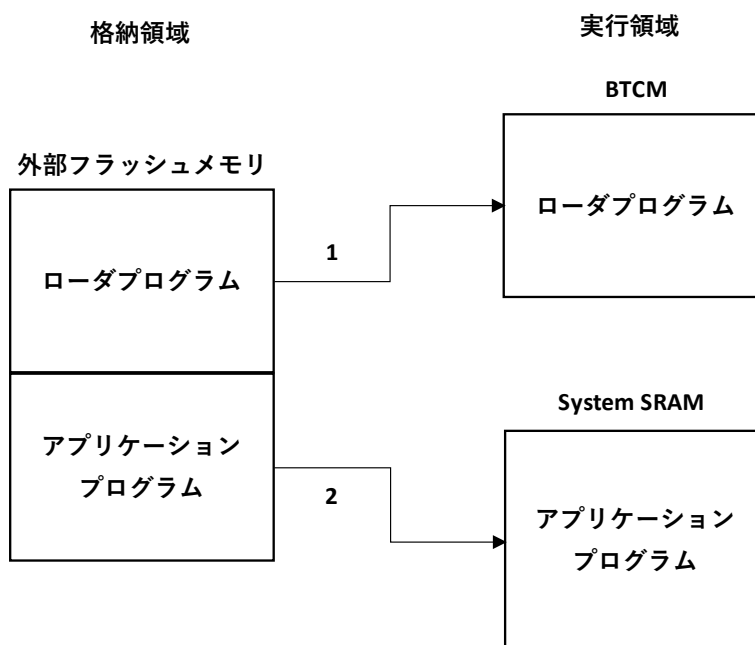 格納領域
実行領域
BTCM
外部フラッシュメモリ
ローダプログラム
ローダプログラム
1
System SRAM
アプリケーション
プログラム
2
アプリケーション
プログラム